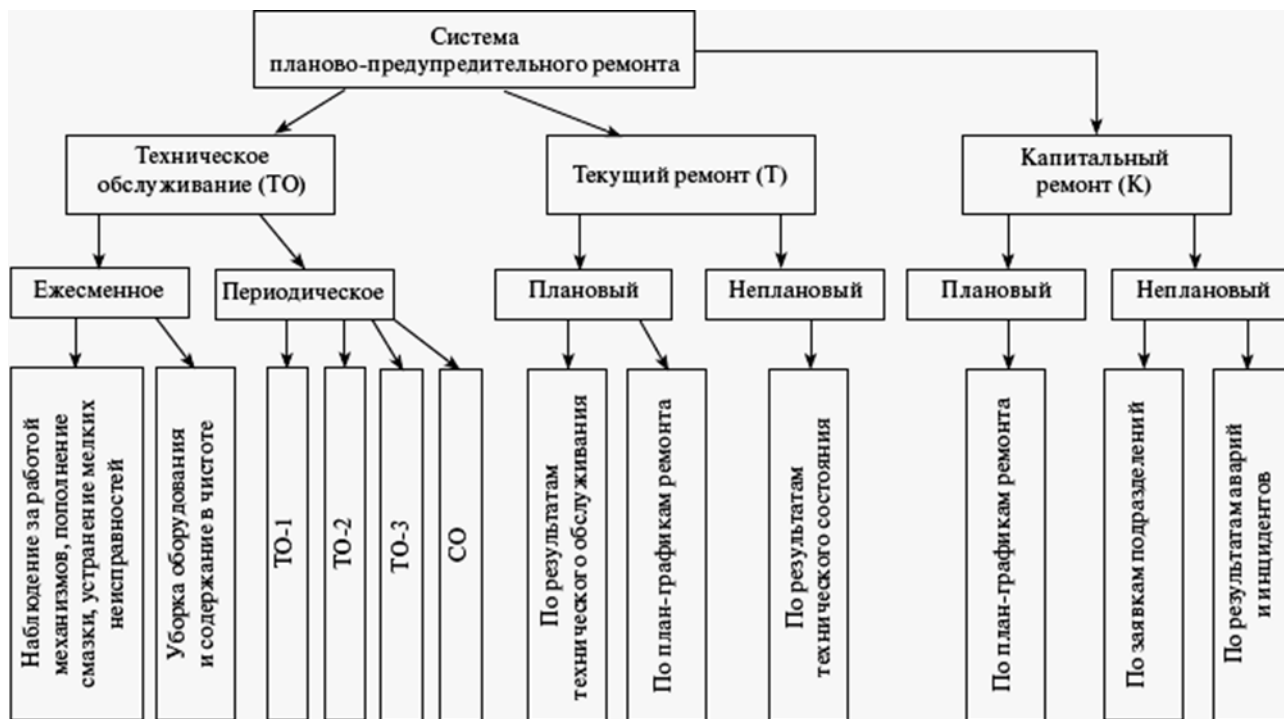 Система
планово-предупредительного ремонта
Техническое
обслуживание (ТО)
Текущий ремонт (Т)
Капитальный
ремонт (К)
Ежесменное
Периодическое
Плановый
Неплановый
Плановый
Неплановый
Наблюдение за работой
механизмов, пополнение
смазки, устранение мелких
неисправностей
Уборка оборудования
и содержание в чистоте
ТО-1
ТО-2
ТО-3
СО
По результатам
технического обслуживания
По план-графикам ремонта
По результатам
технического состояния
По план-графикам ремонта
По заявкам подразделений
По результатам аварий
и инцидентов